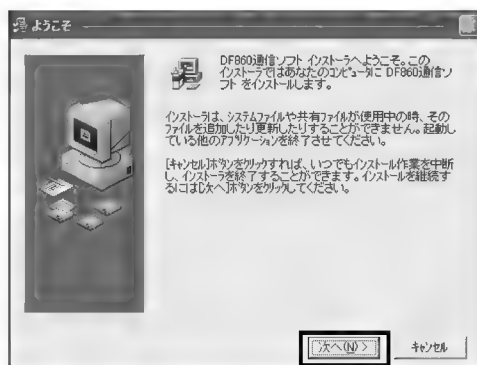 ようこそ
DF860通信ソフト インストーラへようこそ。この
インストーラではあなたのコンピュータに DF860通信ソ
フト をインストールします。
インストーラは、システムファイルや共有ファイルが使用中の時、その
ファイルを追加したり更新したりすることができません。起動し
ている他のアプリケーションを終了させてください。
[キャンセル]ボタンをクリックすれば、いつでもインストール作業を中断
し、インストーラを終了することができます。インストールを継続す
るには[次へ]ボタンをクリックしてください。
次へ(N) >
キャンセル